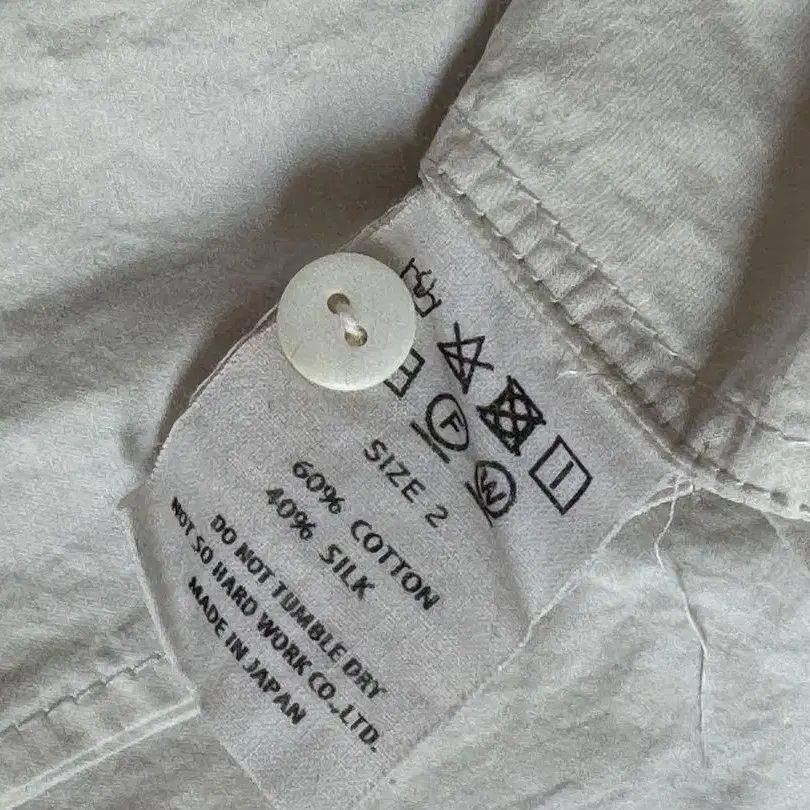 F
W
SIZE 2
60% COTTON
40% SILK
DO NOT TUMBLE DRY
NOT SO HARD WORK CO.,LTD.
MADE IN JAPAN